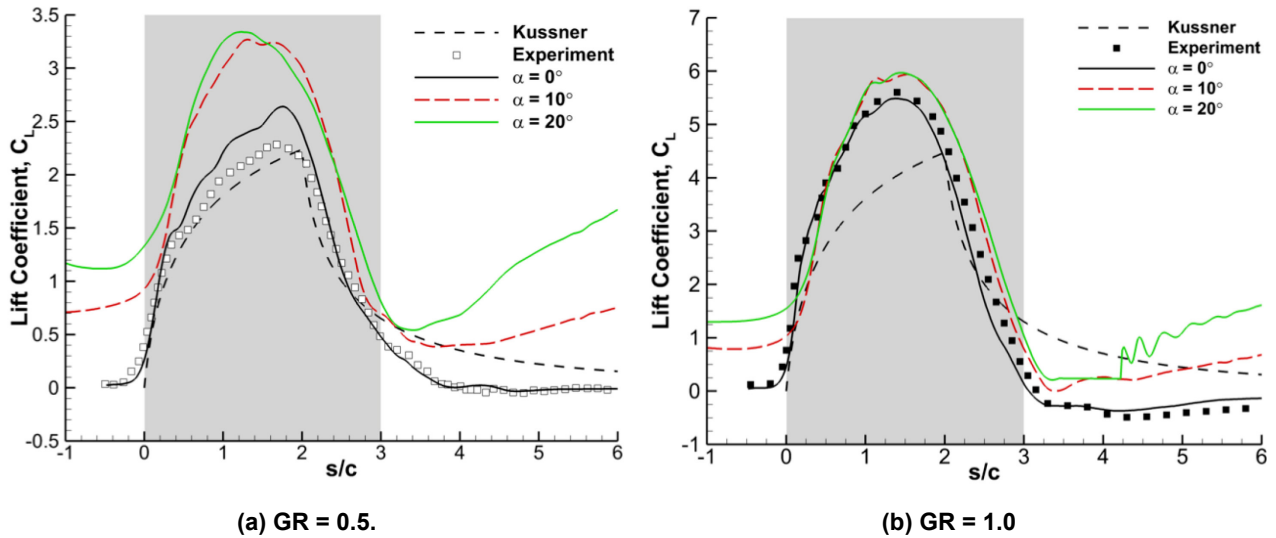 3.5
3
2.5
2
1.5
1
0.5
0
-0.5
Lift Coefficient, C_L
-1 0 1 2 3 4 5 6
s/c
Kussner
Experiment
α = 0°
α = 10°
α = 20°
(a) GR = 0.5.
7
6
5
4
3
2
1
0
-1
Lift Coefficient, C_L
-1 0 1 2 3 4 5 6
s/c
Kussner
Experiment
α = 0°
α = 10°
α = 20°
(b) GR = 1.0